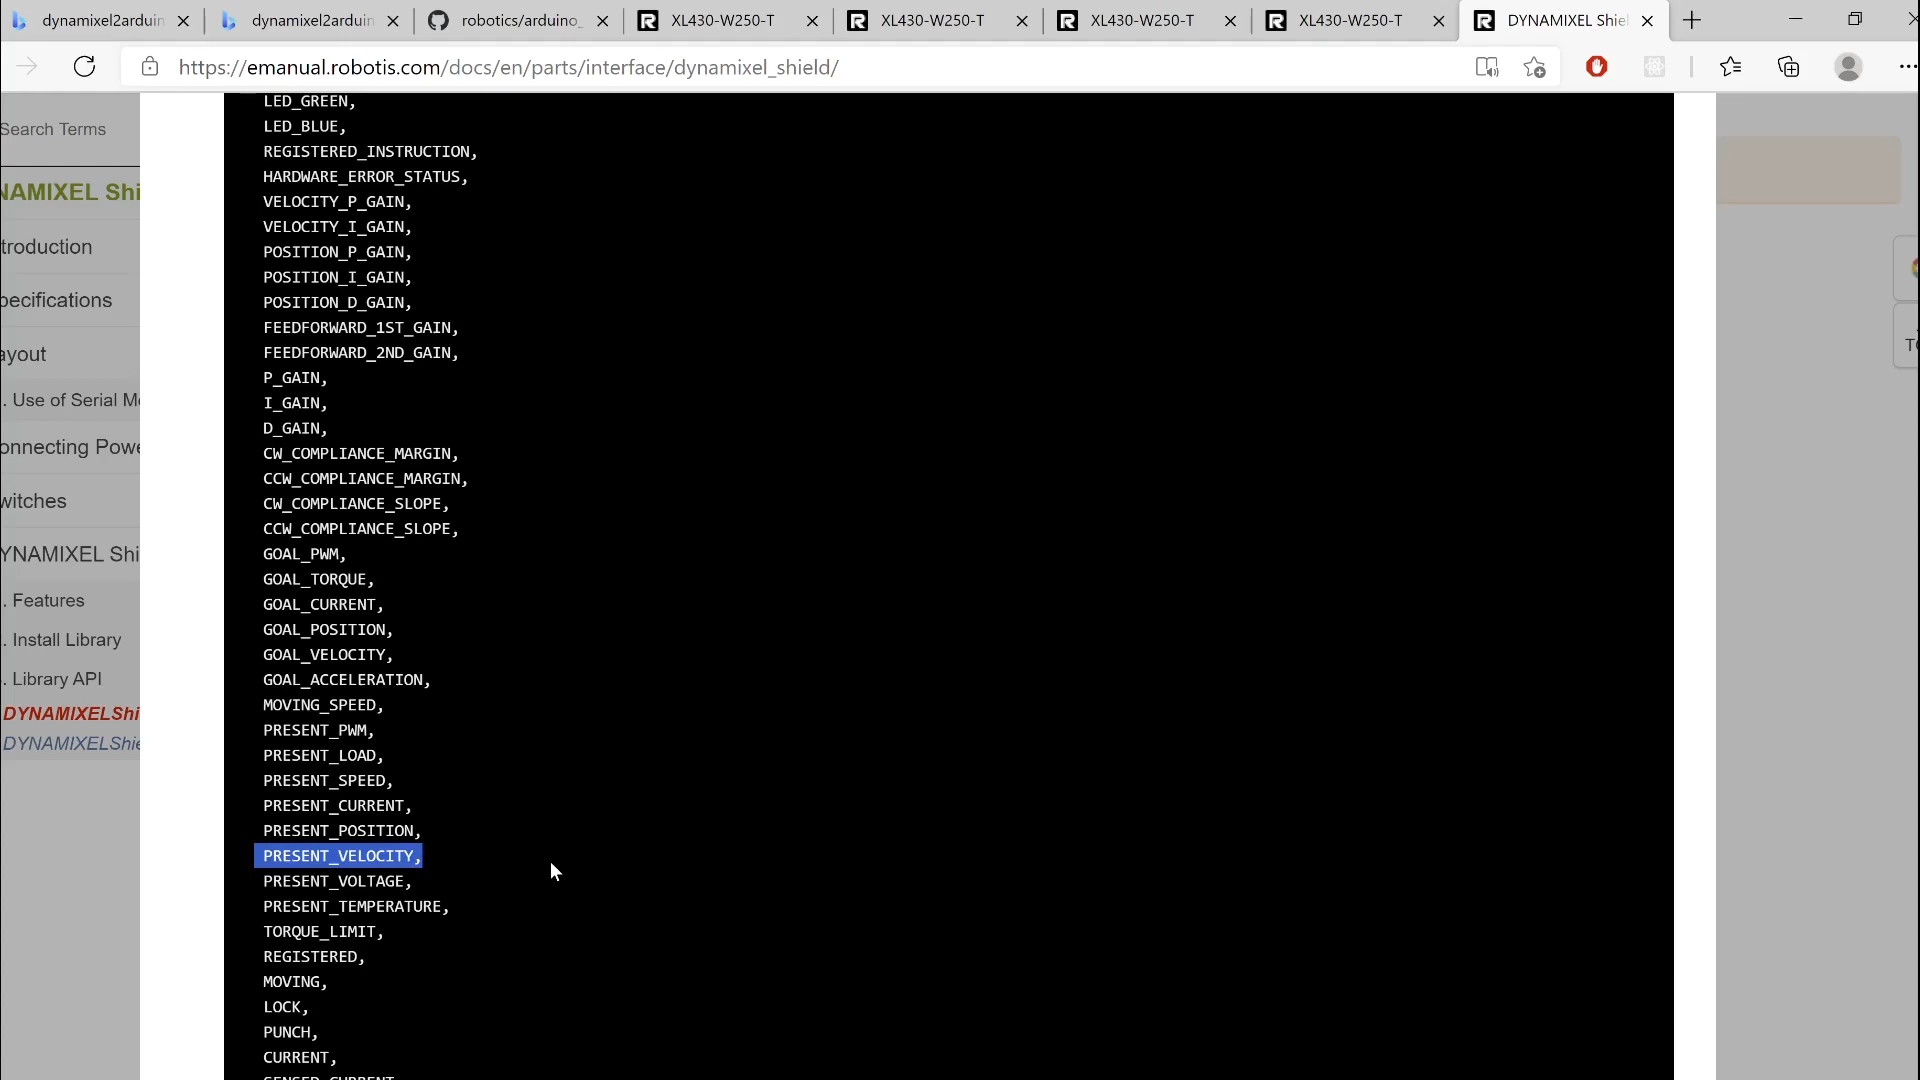 dynamixel2arduin
dynamixel2arduin
robotics/arduino_
XL430-W250-T
XL430-W250-T
XL430-W250-T
XL430-W250-T
DYNAMIXEL Shie
https://emanual.robotis.com/docs/en/parts/interface/dynamixel_shield/
Search Terms
NAMIXEL Shi
troduction
pecifications
ayout
. Use of Serial Mo
onnecting Powe
witches
YNAMIXEL Shi
. Features
. Install Library
. Library API
DYNAMIXELShi
DYNAMIXELShie
LED_GREEN,
LED_BLUE,
REGISTERED_INSTRUCTION,
HARDWARE_ERROR_STATUS,
VELOCITY_P_GAIN,
VELOCITY_I_GAIN,
POSITION_P_GAIN,
POSITION_I_GAIN,
POSITION_D_GAIN,
FEEDFORWARD_1ST_GAIN,
FEEDFORWARD_2ND_GAIN,
P_GAIN,
I_GAIN,
D_GAIN,
CW_COMPLIANCE_MARGIN,
CCW_COMPLIANCE_MARGIN,
CW_COMPLIANCE_SLOPE,
CCW_COMPLIANCE_SLOPE,
GOAL_PWM,
GOAL_TORQUE,
GOAL_CURRENT,
GOAL_POSITION,
GOAL_VELOCITY,
GOAL_ACCELERATION,
MOVING_SPEED,
PRESENT_PWM,
PRESENT_LOAD,
PRESENT_SPEED,
PRESENT_CURRENT,
PRESENT_POSITION,
PRESENT_VELOCITY,
PRESENT_VOLTAGE,
PRESENT_TEMPERATURE,
TORQUE_LIMIT,
REGISTERED,
MOVING,
LOCK,
PUNCH,
CURRENT,